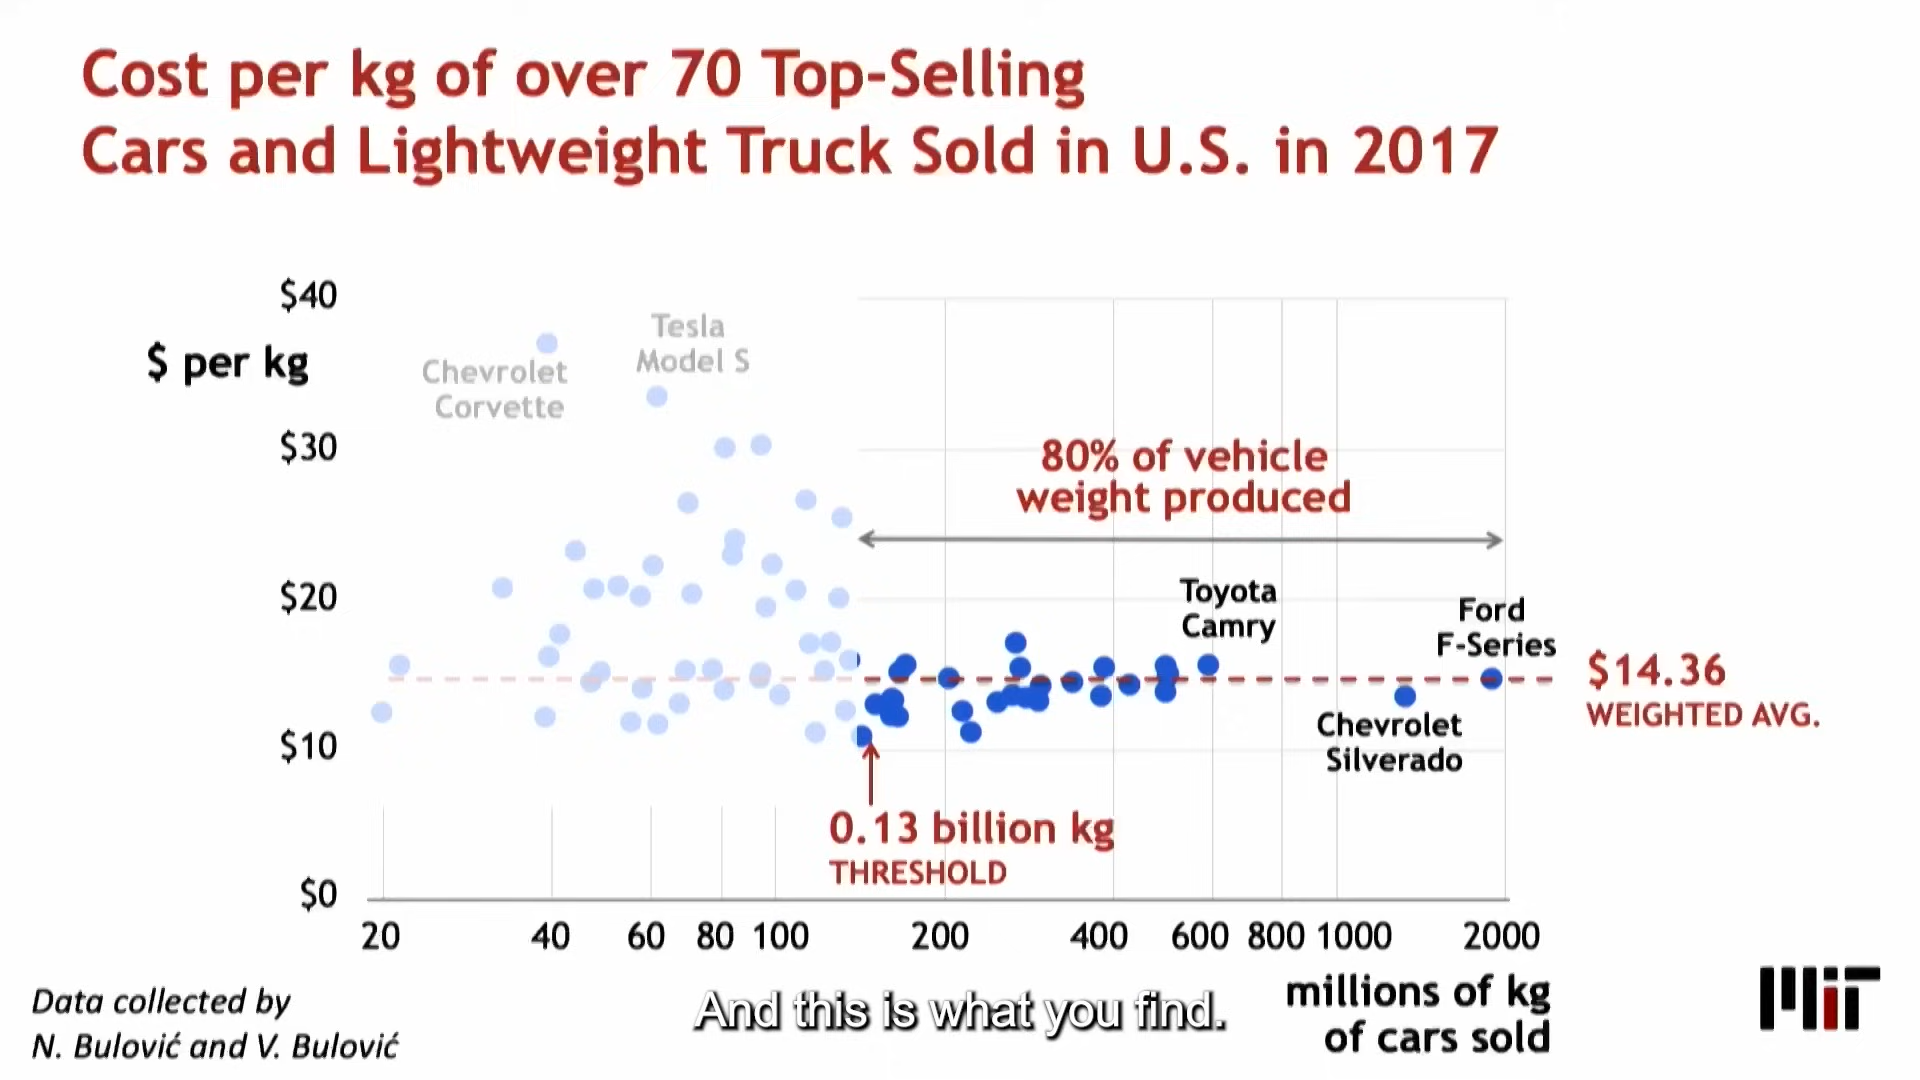 Cost per kg of over 70 Top-Selling
Cars and Lightweight Truck Sold in U.S. in 2017
$40
$ per kg
$30
$20
$10
$0
Chevrolet
Corvette
Tesla
Model S
80% of vehicle
weight produced
Toyota
Camry
Ford
F-Series
$14.36
WEIGHTED AVG.
Chevrolet
Silverado
0.13 billion kg
THRESHOLD
20 40 60 80 100 200 400 600 800 1000 2000
millions of kg
of cars sold
Data collected by
N. Bulović and V. Bulović
And this is what you find.
MIT